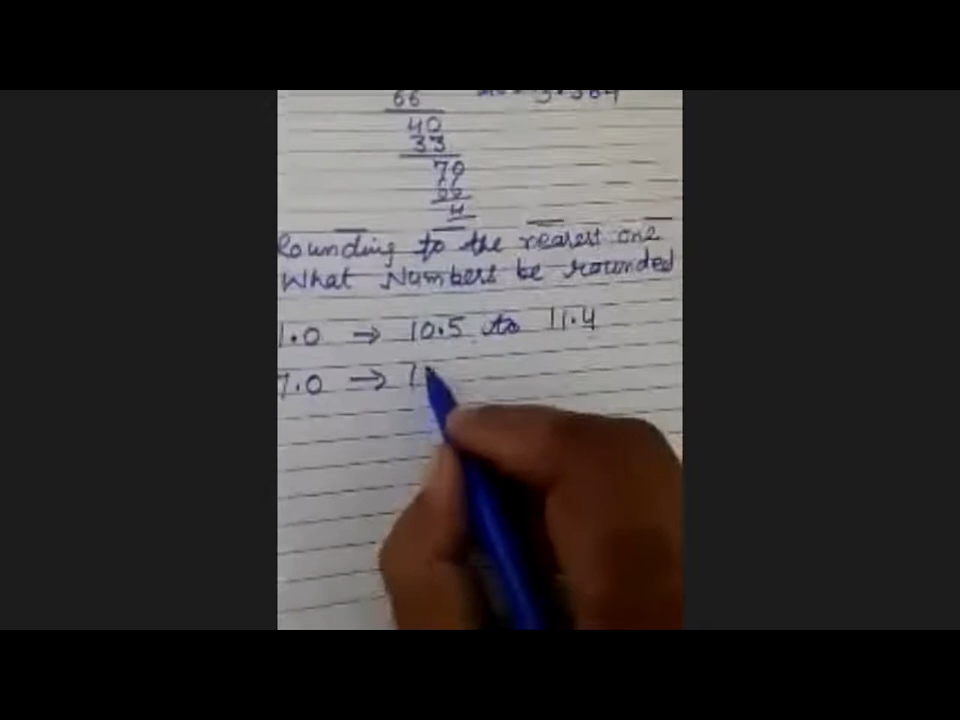 66
40
33
70
66
4
Rounding to the nearest one
What Numbers be rounded
1.0 → 10.5 to 11.4
7.0 →